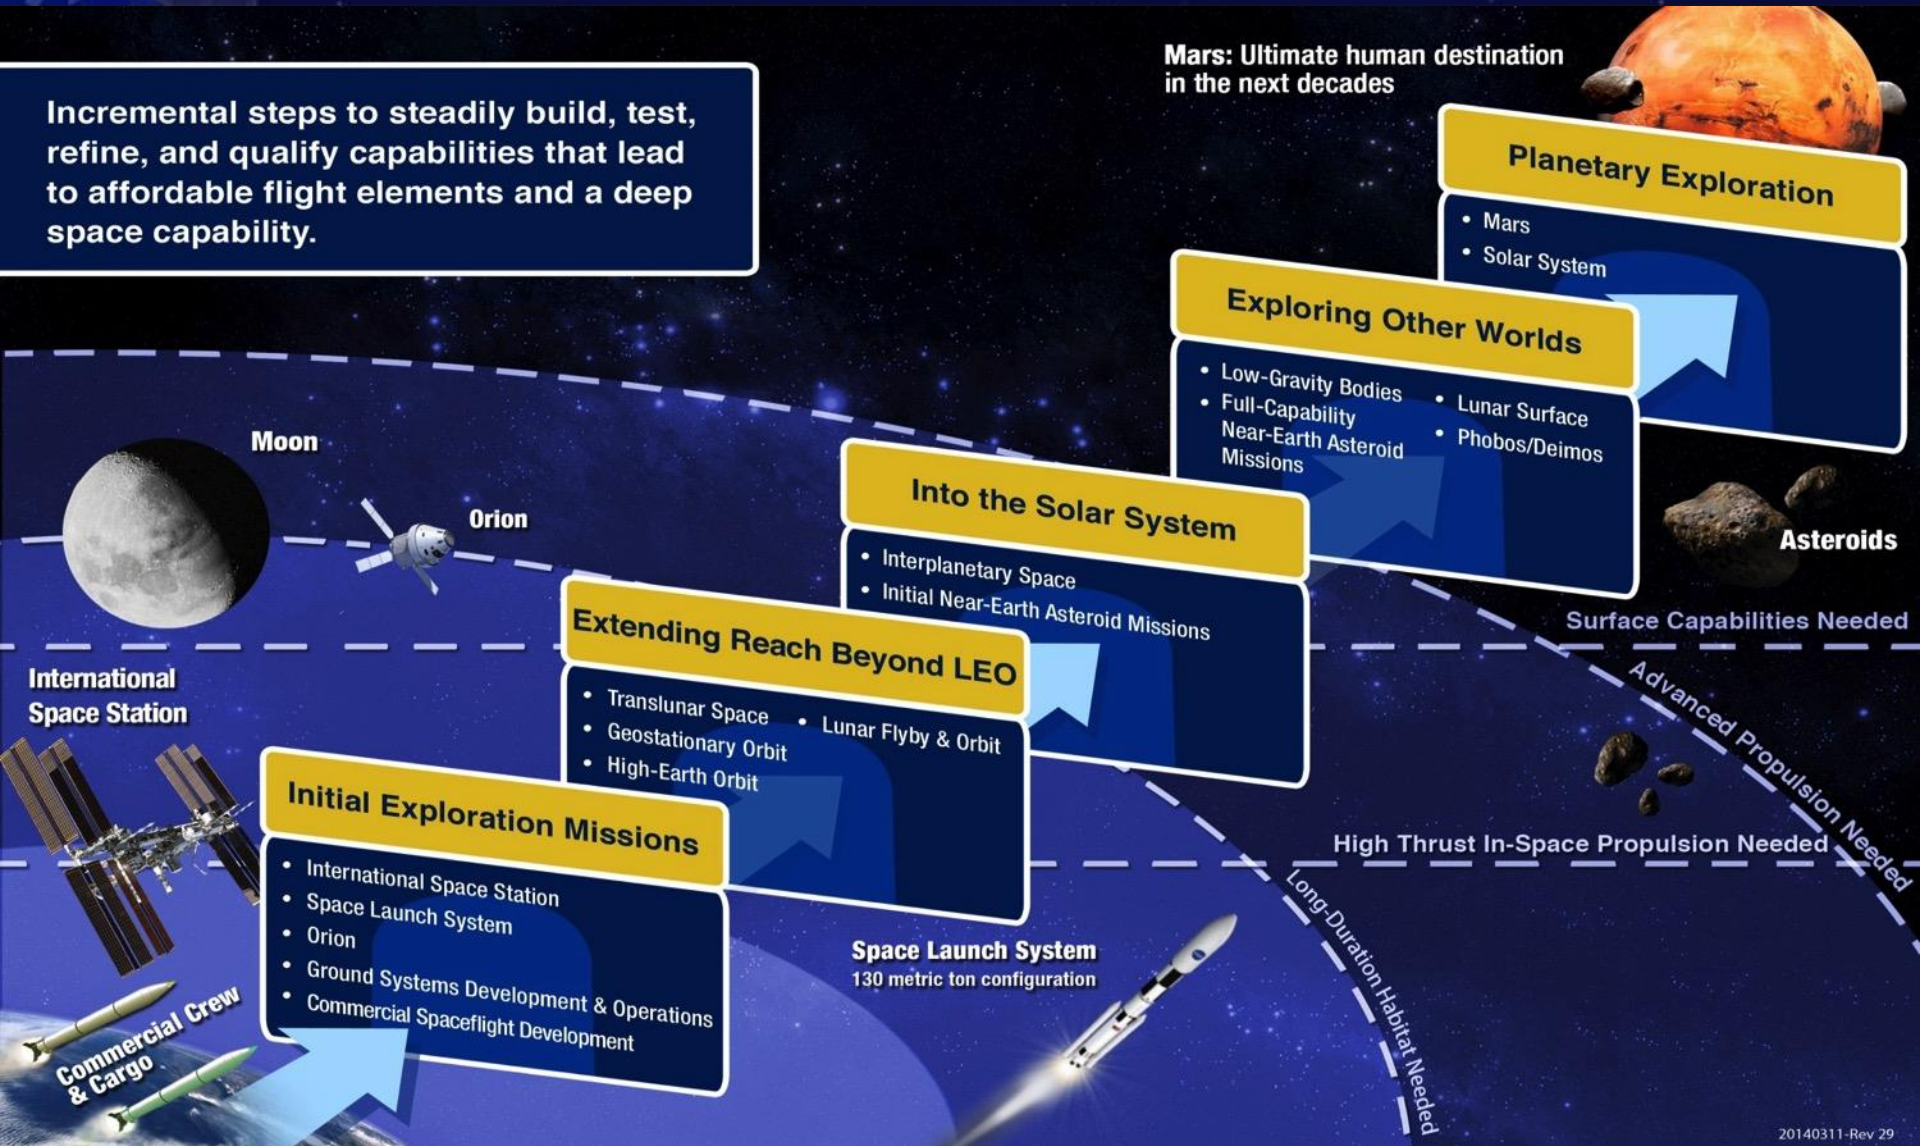 Incremental steps to steadily build, test,
refine, and qualify capabilities that lead
to affordable flight elements and a deep
space capability.
Mars: Ultimate human destination
in the next decades
Planetary Exploration
• Mars
• Solar System
Exploring Other Worlds
• Low-Gravity Bodies
• Full-Capability
Near-Earth Asteroid
Missions
• Lunar Surface
• Phobos/Deimos
Moon
Orion
Into the Solar System
• Interplanetary Space
• Initial Near-Earth Asteroid Missions
Asteroids
Surface Capabilities Needed
Extending Reach Beyond LEO
• Translunar Space
• Geostationary Orbit
• High-Earth Orbit
• Lunar Flyby & Orbit
International
Space Station
Advanced Propulsion Needed
High Thrust In-Space Propulsion Needed
Initial Exploration Missions
• International Space Station
• Space Launch System
• Orion
• Ground Systems Development & Operations
• Commercial Spaceflight Development
Long-Duration Habitat Needed
Space Launch System
130 metric ton configuration
Commercial Crew
& Cargo
20140311-Rev 29